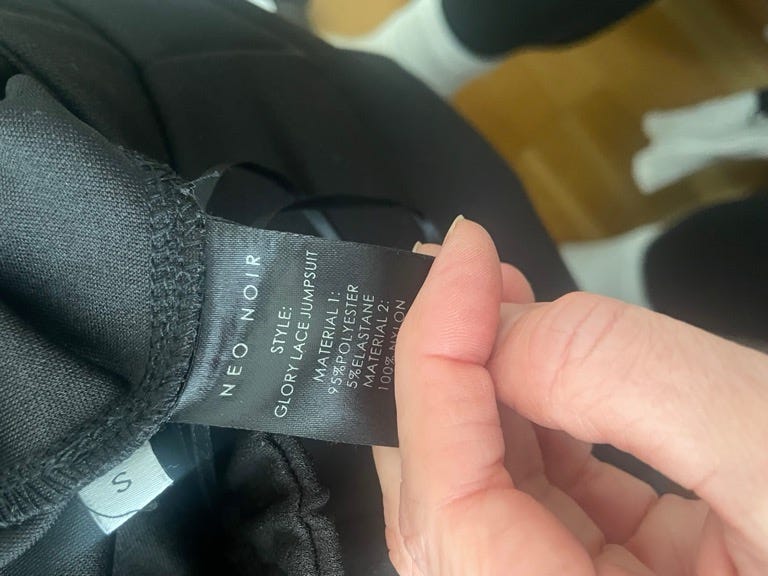 NEO NOIR
STYLE:
GLORY LACE JUMPSUIT
MATERIAL 1:
95%POLYESTER
5%ELASTANE
MATERIAL 2:
100%NYLON
S